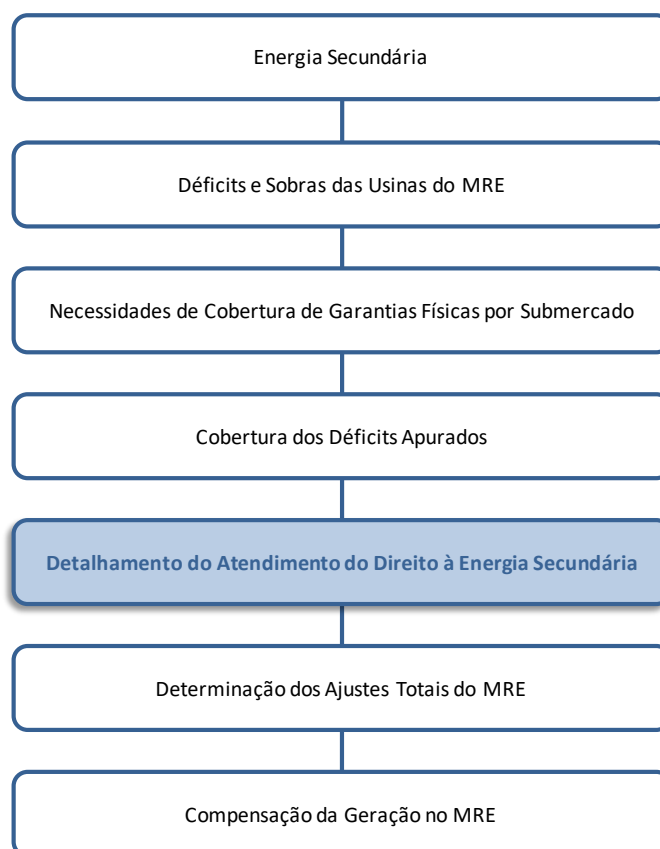 Energia Secundária
Déficits e Sobras das Usinas do MRE
Necessidades de Cobertura de Garantias Físicas por Submercado
Cobertura dos Déficits Apurados
Detalhamento do Atendimento do Direito à Energia Secundária
Determinação dos Ajustes Totais do MRE
Compensação da Geração no MRE